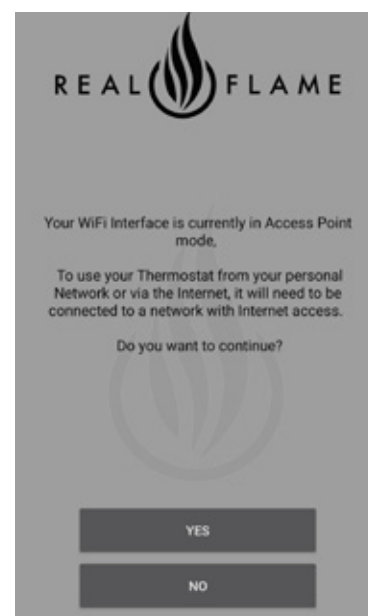 REAL FLAME
Your WiFi Interface is currently in Access Point
mode,
To use your Thermostat from your personal
Network or via the Internet, it will need to be
connected to a network with Internet access.
Do you want to continue?
YES
NO